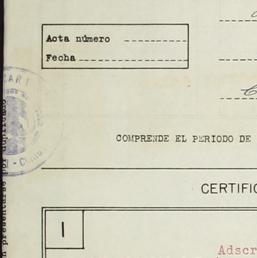 Acta número
Fecha
COMPRENDE EL PERIODO DE
CERTIFIC
I
Adscr